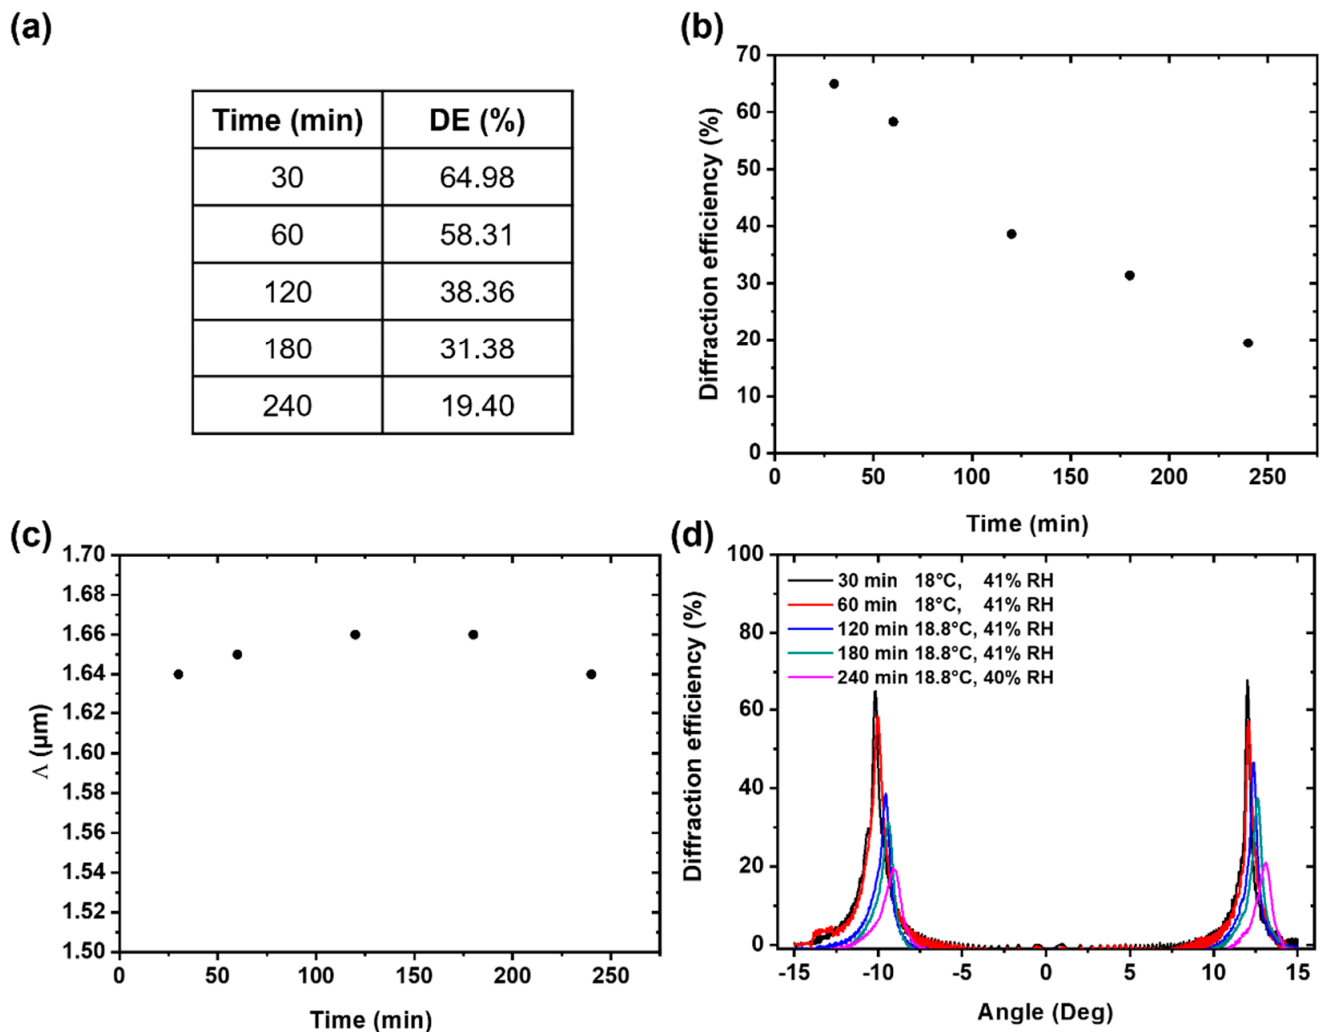 (a)
Time (min) DE (%)
30 64.98
60 58.31
120 38.36
180 31.38
240 19.40
(b)
Diffraction efficiency (%)
70
60
50
40
30
20
10
0
0 50 100 150 200 250
Time (min)
(c)
Λ (μm)
1.70
1.68
1.66
1.64
1.62
1.60
1.58
1.56
1.54
1.52
1.50
0 50 100 150 200 250
Time (min)
(d)
Diffraction efficiency (%)
100
80
60
40
20
0
30 min 18°C, 41% RH
60 min 18°C, 41% RH
120 min 18.8°C, 41% RH
180 min 18.8°C, 41% RH
240 min 18.8°C, 40% RH
-15 -10 -5 0 5 10 15
Angle (Deg)